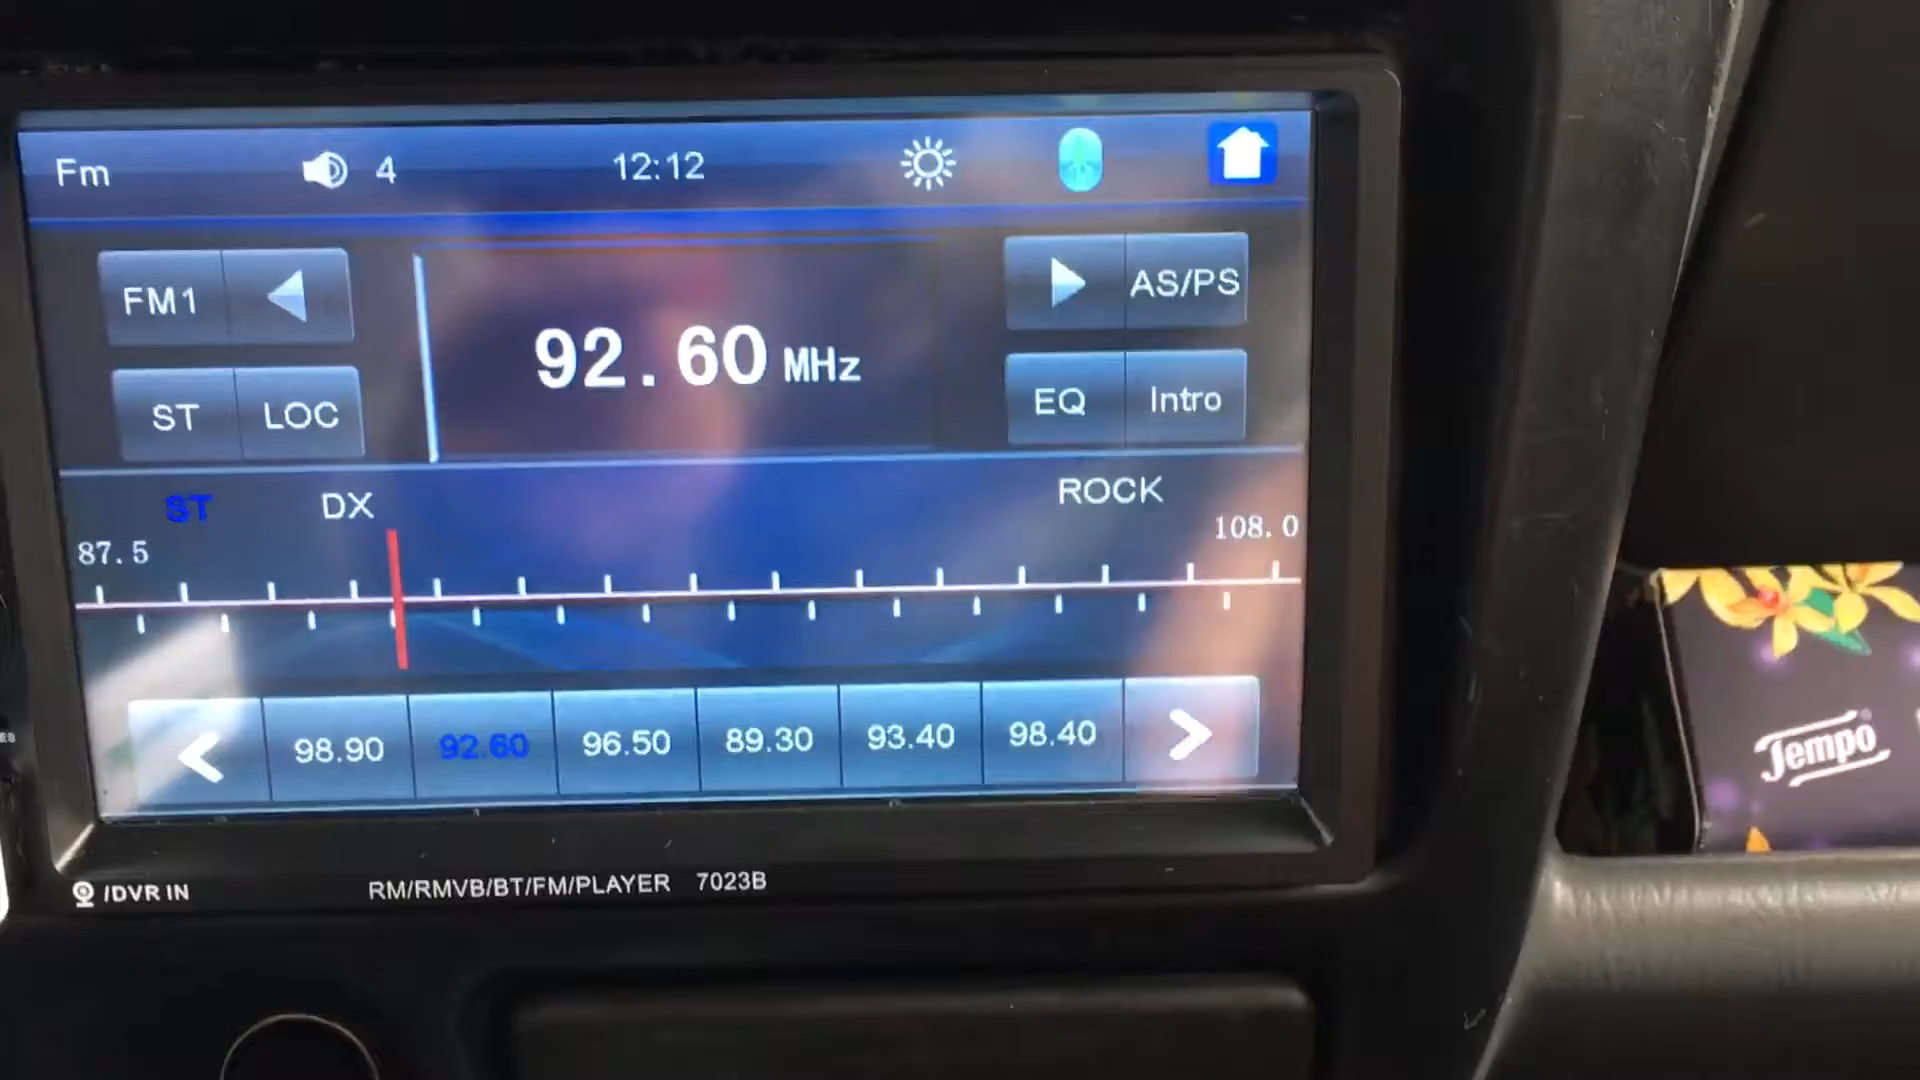 Fm 4 12:12
FM1 AS/PS
92.60 MHz
ST LOC EQ Intro
ST DX ROCK
87.5 108.0
98.90 92.60 96.50 89.30 93.40 98.40
/DVR IN RM/RMVB/BT/FM/PLAYER 7023B
Tempo